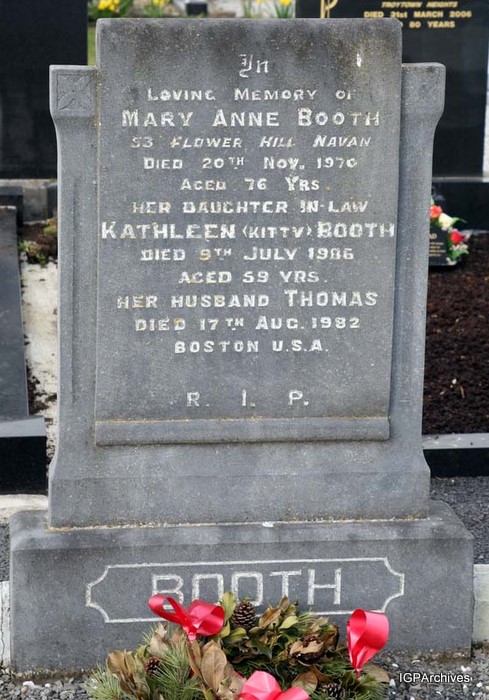 TROYTOWN HEIGHTS
DIED 31st MARCH 2006
80 YEARS
In
LOVING MEMORY OF
MARY ANNE BOOTH
53 FLOWER HILL NAVAN
DIED 20TH NOV. 1970
AGED 76 YRS.
HER DAUGHTER IN-LAW
KATHLEEN (KITTY) BOOTH
DIED 9TH JULY 1986
AGED 59 YRS.
HER HUSBAND THOMAS
DIED 17TH AUG. 1982
BOSTON U.S.A.
R. I. P.
BOOTH
IGPArchives